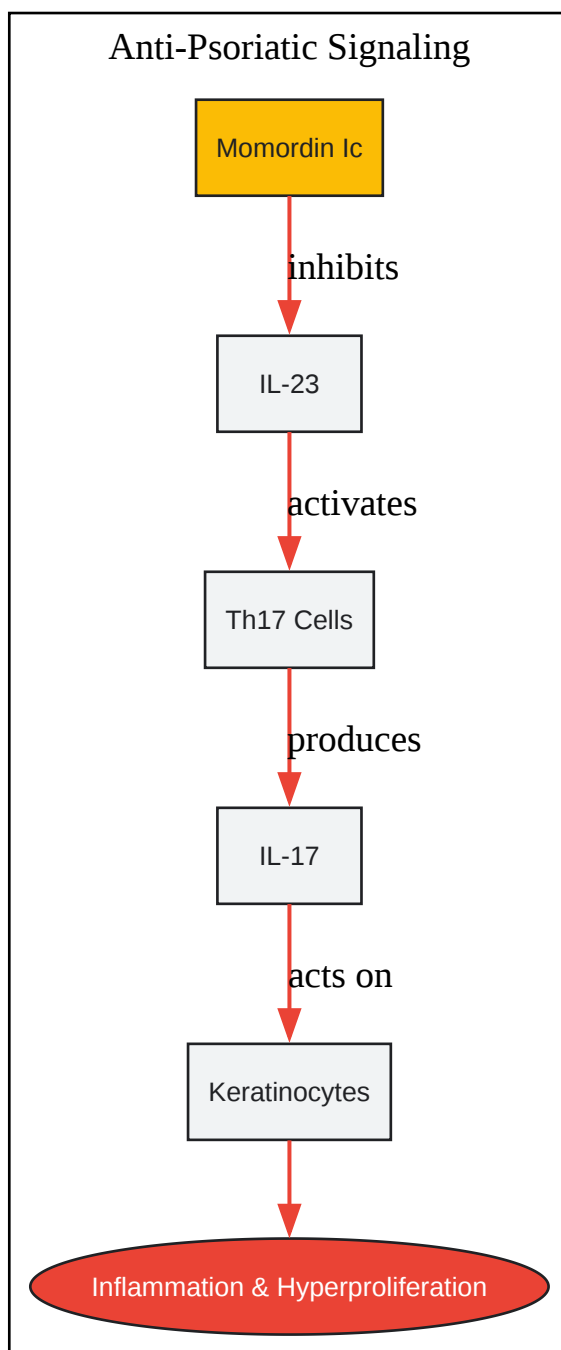 Anti-Psoriatic Signaling
Momordin Ic
inhibits
IL-23
activates
Th17 Cells
produces
IL-17
acts on
Keratinocytes
Inflammation & Hyperproliferation